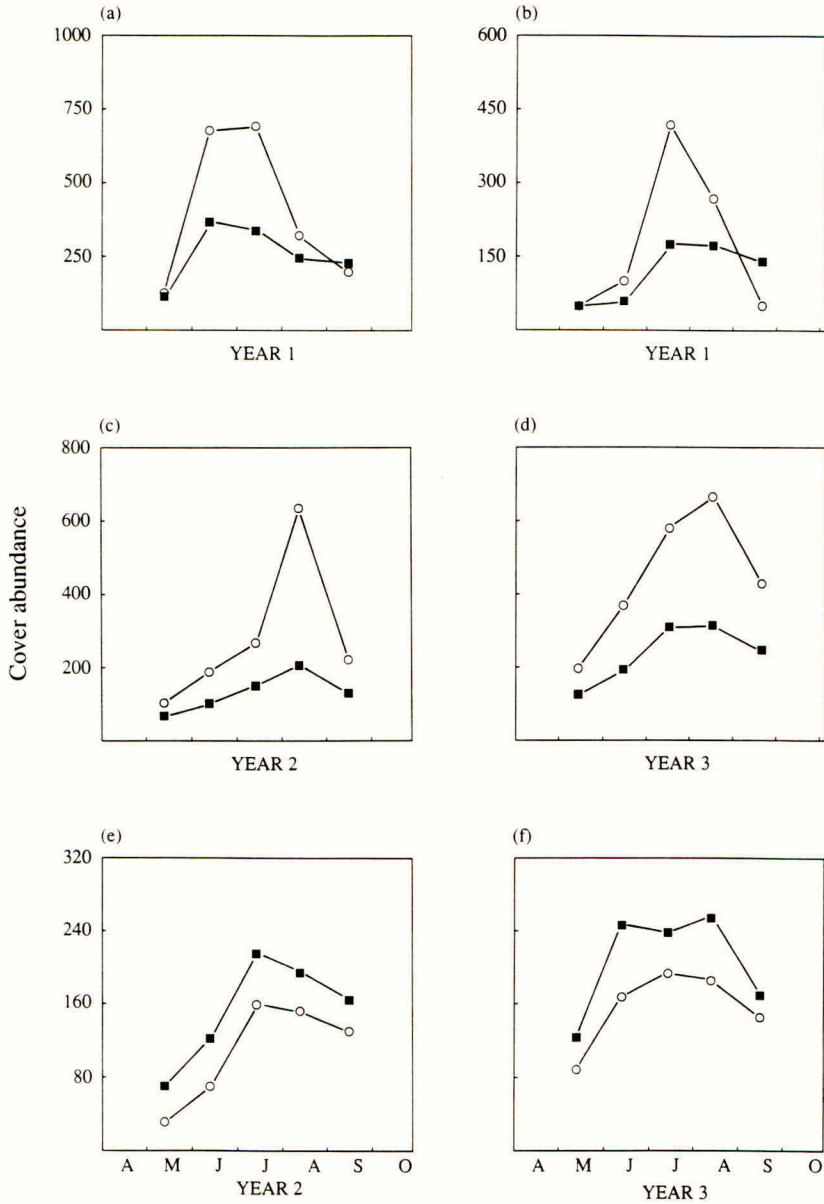 (a)
1000
750
500
250
YEAR 1
(b)
600
450
300
150
YEAR 1
Cover abundance
(c)
800
600
400
200
YEAR 2
(d)
YEAR 3
(e)
320
240
160
80
A M J J A S O
YEAR 2
(f)
A M J J A S O
YEAR 3